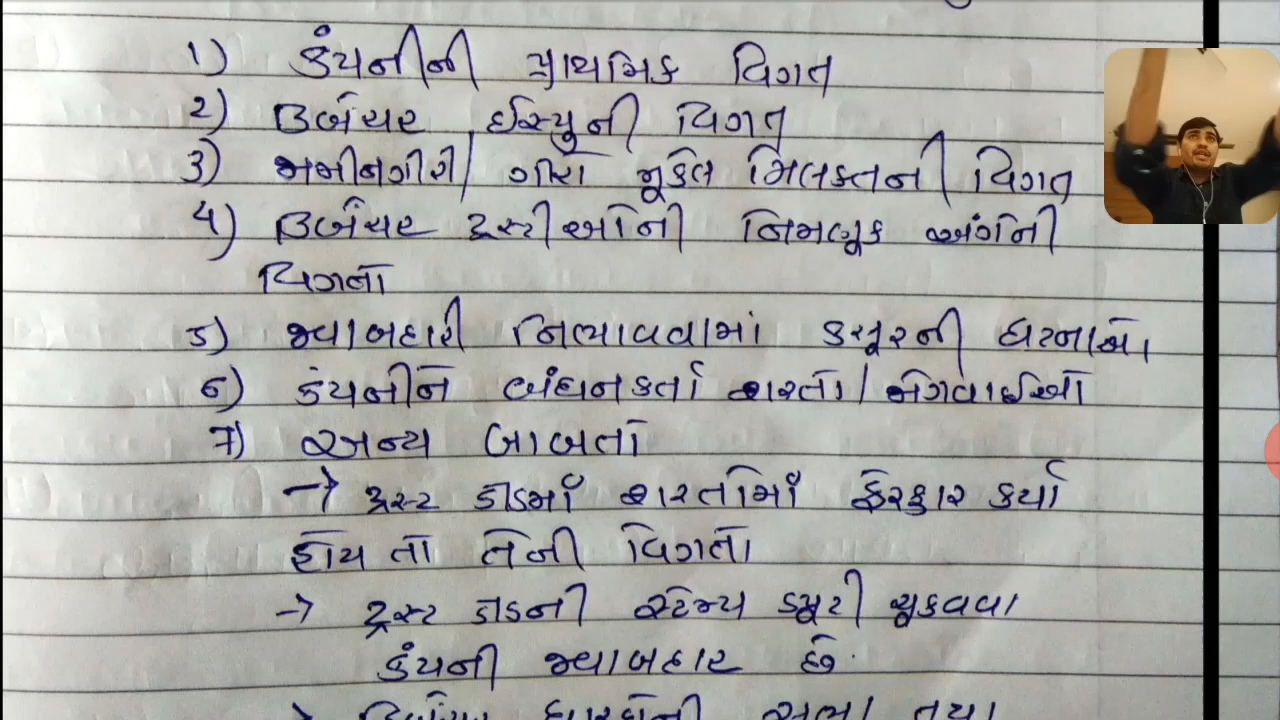 1) કંપનીની પ્રાથમિક વિગત
2) ડિબેંચર ઈસ્યુની વિગત
3) જામીનગીરી/ ગીરો મૂકેલ મિલકતની વિગત
4) ડિબેંચર ટ્રસ્ટીઓની નિમણૂક અંગેની
વિગતો
5) જવાબદારી નિભાવવામાં કસૂરની ઘટનાઓ.
6) કંપનીને બંધનકર્તા શરતો/જોગવાઈઓ
7) અન્ય બાબતો
→ ટ્રસ્ટ ડીડમાં શરતોમાં ફેરફાર કર્યા
હોય તો તેની વિગતો
→ ટ્રસ્ટ ડીડની સ્ટેમ્પ ડ્યૂટી ચૂકવવા
કંપની જવાબદાર છે.